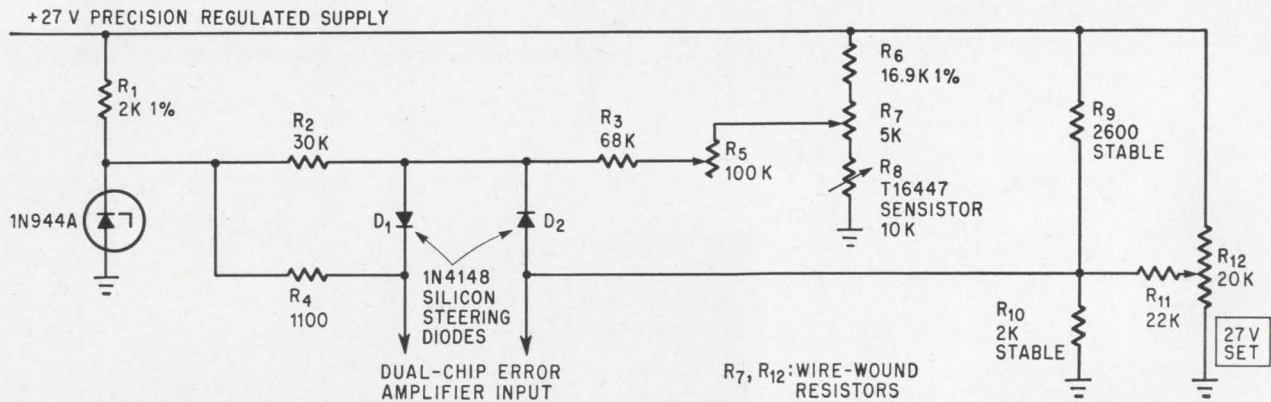 +27 V PRECISION REGULATED SUPPLY
R1
2K 1%
R2
30K
R3
68K
R5
100K
R6
16.9K 1%
R7
5K
R8
T16447
SENSISTOR
10K
R9
2600
STABLE
1N944A
D1
D2
R4
1100
1N4148
SILICON
STEERING
DIODES
R10
2K
STABLE
R11
22K
R12
20K
27V
SET
DUAL-CHIP ERROR
AMPLIFIER INPUT
R7, R12: WIRE-WOUND
RESISTORS